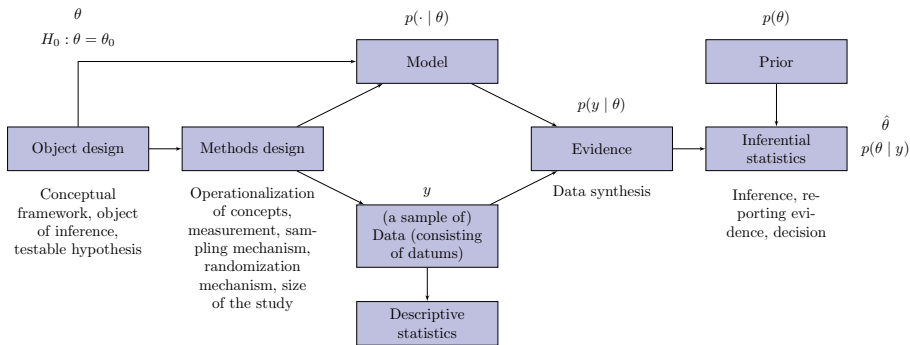 θ
H₀ : θ = θ₀
p(· | θ)
p(θ)
Model
Prior
p(y | θ)
Object design
Methods design
Evidence
Inferential
statistics
θ̂
p(θ | y)
Conceptual
framework, object
of inference,
testable hypothesis
Operationalization
of concepts,
measurement, sam-
pling mechanism,
randomization
mechanism, size
of the study
y
(a sample of)
Data (consisting
of datums)
Data synthesis
Inference, re-
porting evi-
dence, decision
Descriptive
statistics